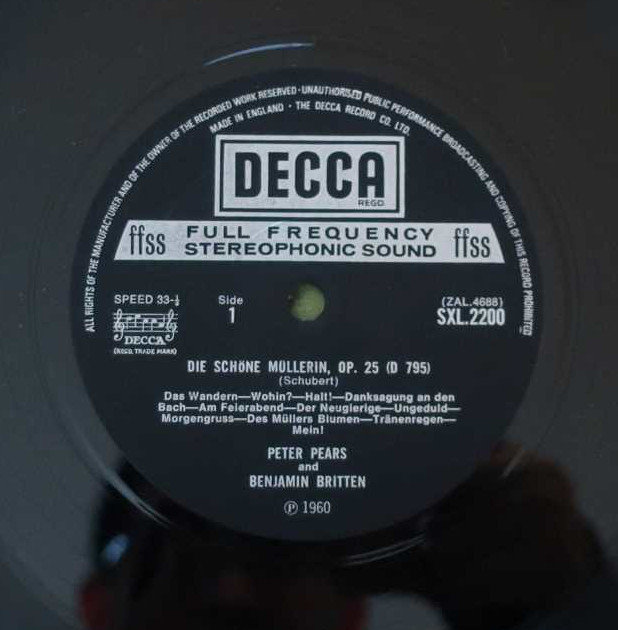 ALL RIGHTS OF THE MANUFACTURER AND OF THE OWNER OF THE RECORDED WORK RESERVED · UNAUTHORISED PUBLIC PERFORMANCE BROADCASTING AND COPYING OF THIS RECORD PROHIBITED
MADE IN ENGLAND · THE DECCA RECORD CO. LTD.
DECCA
REGD
ffss FULL FREQUENCY STEREOPHONIC SOUND ffss
SPEED 33-⅓
Side
1
(ZAL.4688)
SXL.2200
DECCA
(REGD. TRADE MARK)
DIE SCHÖNE MÜLLERIN, OP. 25 (D 795)
(Schubert)
Das Wandern—Wohin?—Halt!—Danksagung an den
Bach—Am Feierabend—Der Neugierige—Ungeduld—
Morgengruss—Des Müllers Blumen—Tränenregen—
Mein!
PETER PEARS
and
BENJAMIN BRITTEN
Ⓟ 1960